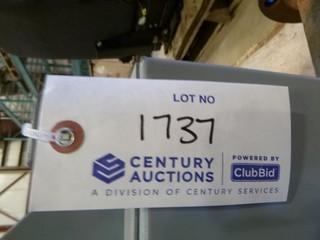 LOT NO
1737
CENTURY
AUCTIONS
POWERED BY
ClubBid
A DIVISION OF CENTURY SERVICES